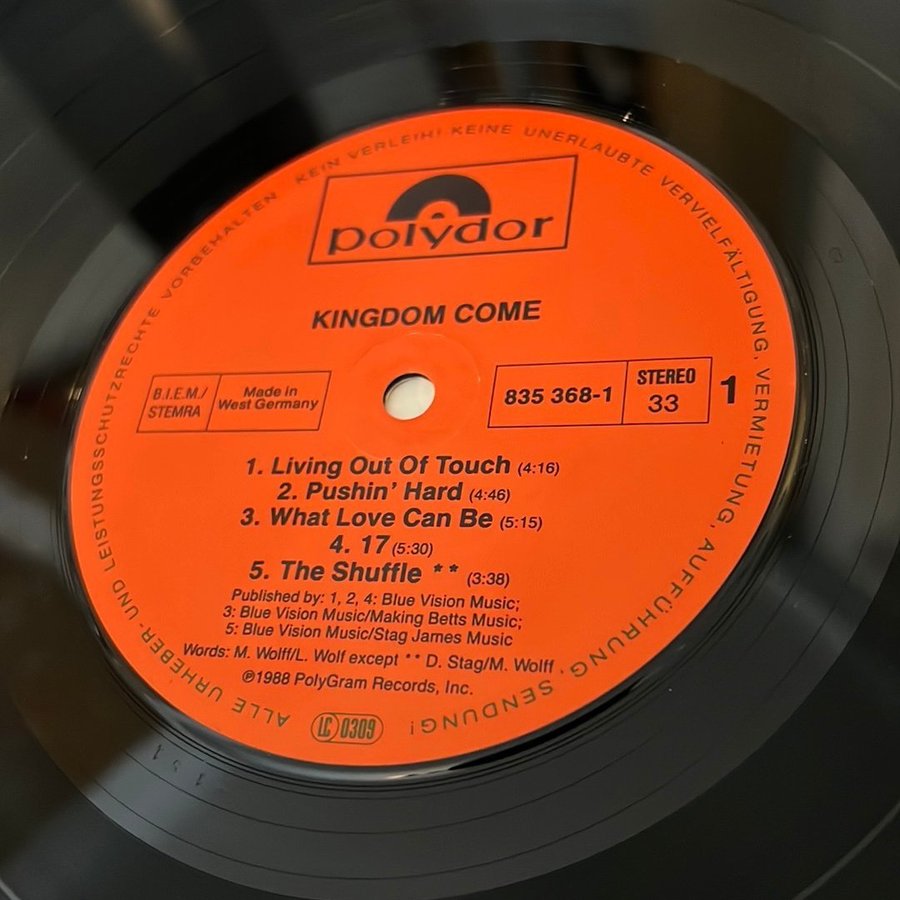 ALLE URHEBER- UND LEISTUNGSSCHUTZRECHTE VORBEHALTEN · KEIN VERLEIH! KEINE UNERLAUBTE VERVIELFÄLTIGUNG, VERMIETUNG, AUFFÜHRUNG, SENDUNG!
polydor
KINGDOM COME
B.I.E.M./
STEMRA
Made in
West Germany
835 368-1
STEREO
33
1
1. Living Out Of Touch (4:16)
2. Pushin' Hard (4:46)
3. What Love Can Be (5:15)
4. 17 (5:30)
5. The Shuffle ** (3:38)
Published by: 1, 2, 4: Blue Vision Music;
3: Blue Vision Music/Making Betts Music;
5: Blue Vision Music/Stag James Music
Words: M. Wolff/L. Wolf except ** D. Stag/M. Wolff
℗1988 PolyGram Records, Inc.
LC 0309